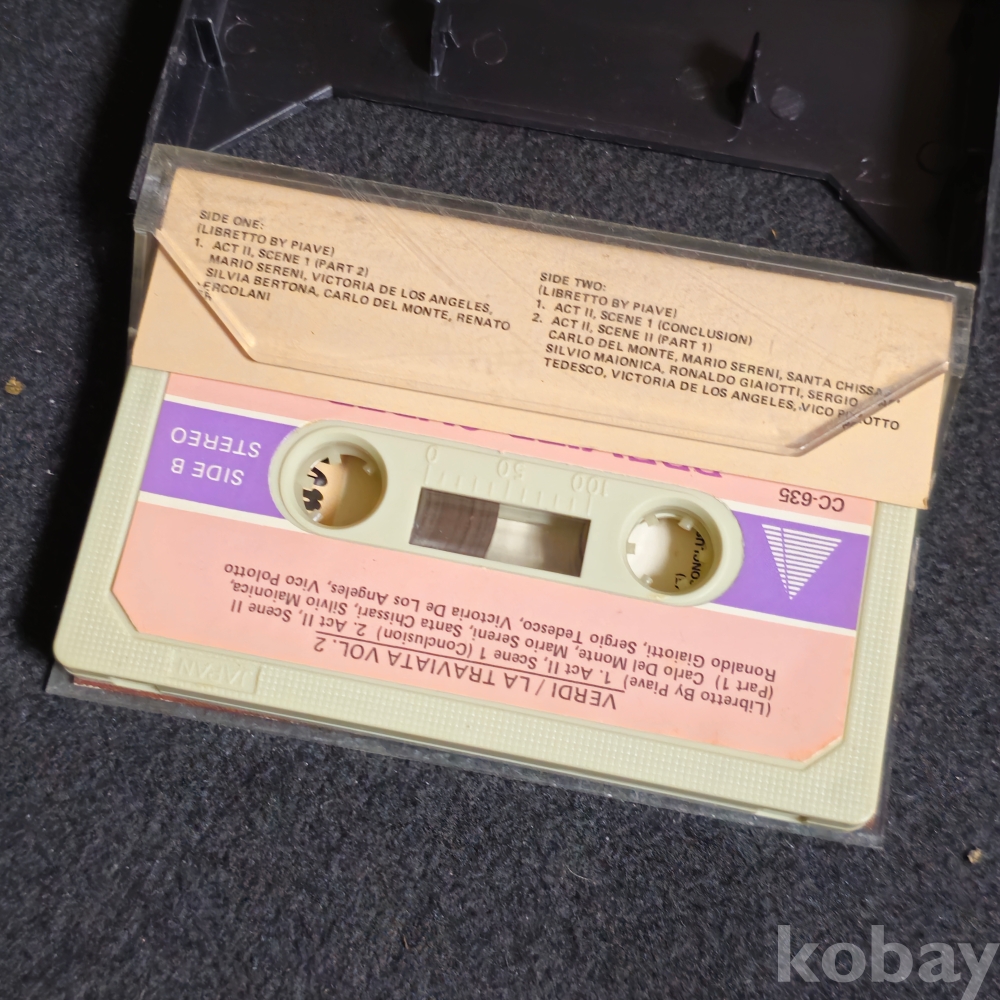 SIDE ONE:
(LIBRETTO BY PIAVE)
1. ACT II, SCENE 1 (PART 2)
MARIO SERENI, VICTORIA DE LOS ANGELES,
SILVIA BERTONA, CARLO DEL MONTE, RENATO
ERCOLANI
SIDE TWO:
(LIBRETTO BY PIAVE)
1. ACT II, SCENE 1 (CONCLUSION)
2. ACT II, SCENE II (PART 1)
CARLO DEL MONTE, MARIO SERENI, SANTA
SILVIO MAIONICA, RONALDO GIAIOTTI, SERGIO
TEDESCO, VICTORIA DE LOS ANGELES, VICO
VERDI / LA TRAVIATA VOL. 2
(Libretto By Piave) 1. Act II, Scene 1 (Conclusion) 2. Act II, Scene II
(Part 1) Carlo Del Monte, Mario Sereni, Santa Chissari, Silvio Maionica,
Ronaldo Giaiotti, Sergio Tedesco, Victoria De Los Angeles, Vico Polotto
SIDE B
STEREO
100 50 0
CC-635
JAPAN
kobay